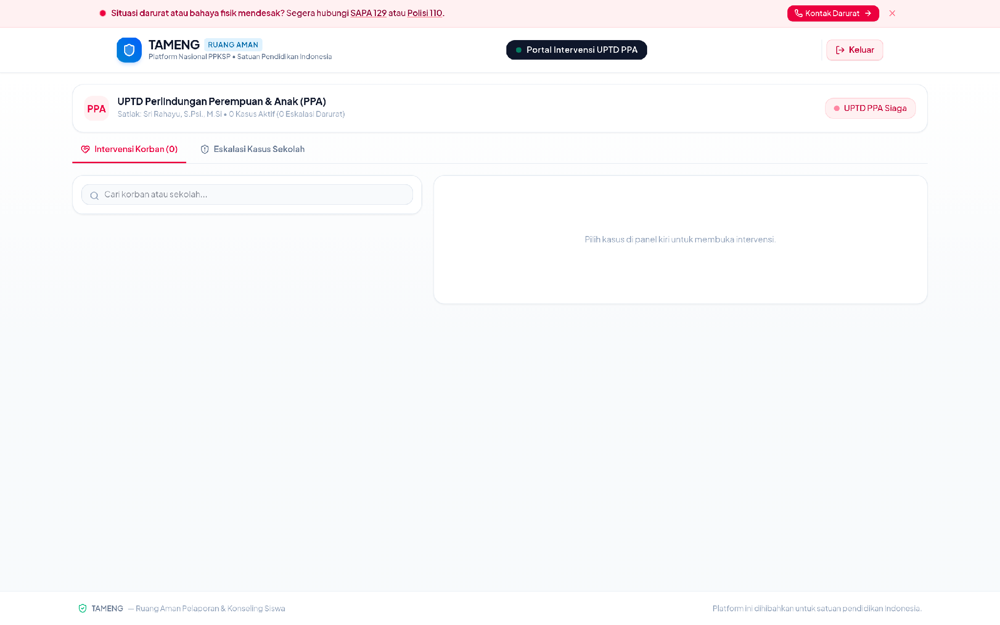 Situasi darurat atau bahaya fisik mendesak? Segera hubungi SAPA 129 atau Polisi 110.
Kontak Darurat
TAMENG RUANG AMAN
Platform Nasional PPKSP • Satuan Pendidikan Indonesia
Portal Intervensi UPTD PPA
Keluar
PPA
UPTD Perlindungan Perempuan & Anak (PPA)
Satlak: Sri Rahayu, S.Psi., M.Si • 0 Kasus Aktif (0 Eskalasi Darurat)
UPTD PPA Siaga
Intervensi Korban (0)
Eskalasi Kasus Sekolah
Cari korban atau sekolah...
Pilih kasus di panel kiri untuk membuka intervensi.
TAMENG — Ruang Aman Pelaporan & Konseling Siswa
Platform ini dihibahkan untuk satuan pendidikan Indonesia.